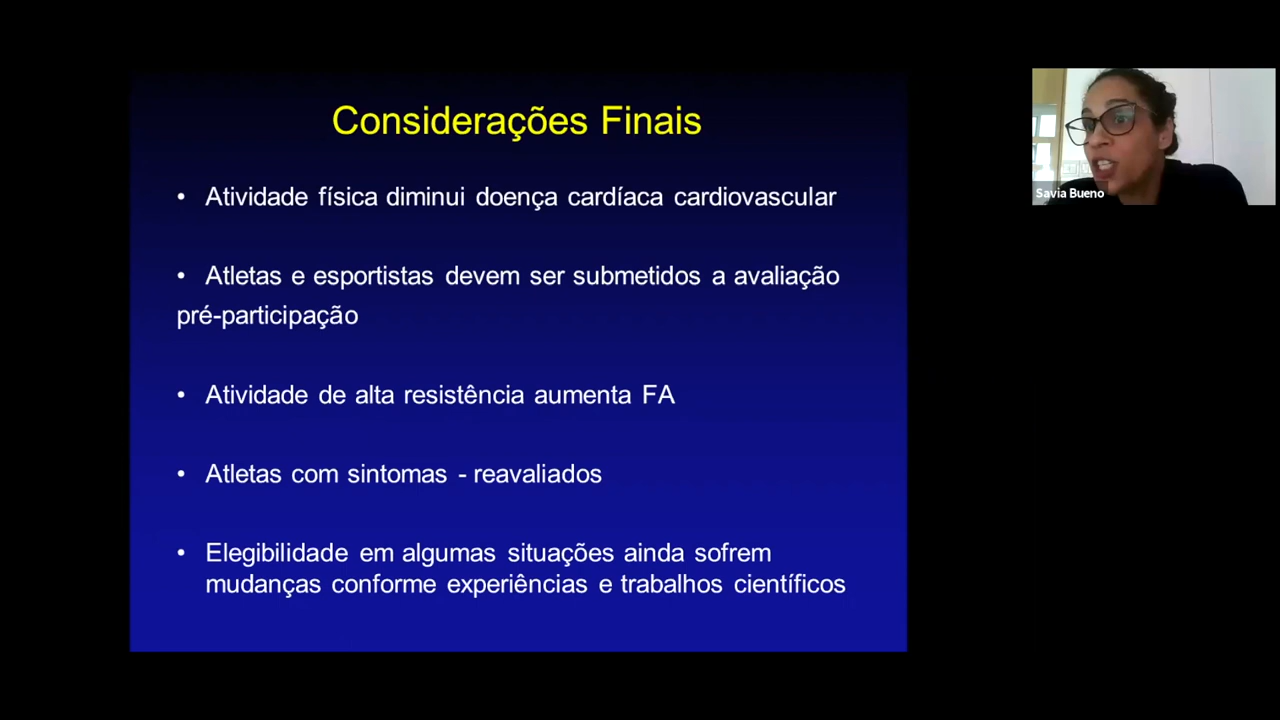 Considerações Finais
• Atividade física diminui doença cardíaca cardiovascular
• Atletas e esportistas devem ser submetidos a avaliação
pré-participação
• Atividade de alta resistência aumenta FA
• Atletas com sintomas - reavaliados
• Elegibilidade em algumas situações ainda sofrem
mudanças conforme experiências e trabalhos científicos
Savia Bueno